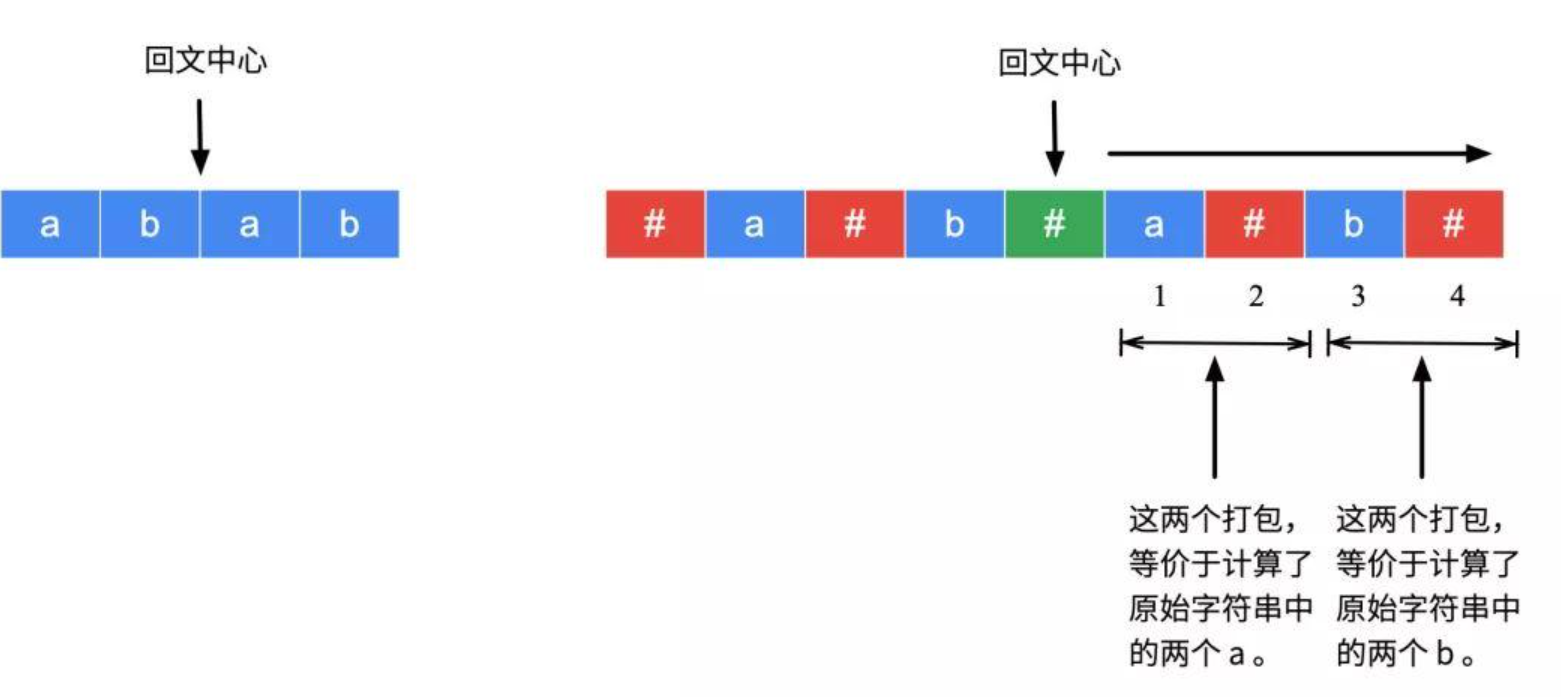 回文中心
回文中心
a b a b
# a # b # a # b #
1 2 3 4
这两个打包，
等价于计算了
原始字符串中
的两个 a 。
这两个打包，
等价于计算了
原始字符串中
的两个 b 。